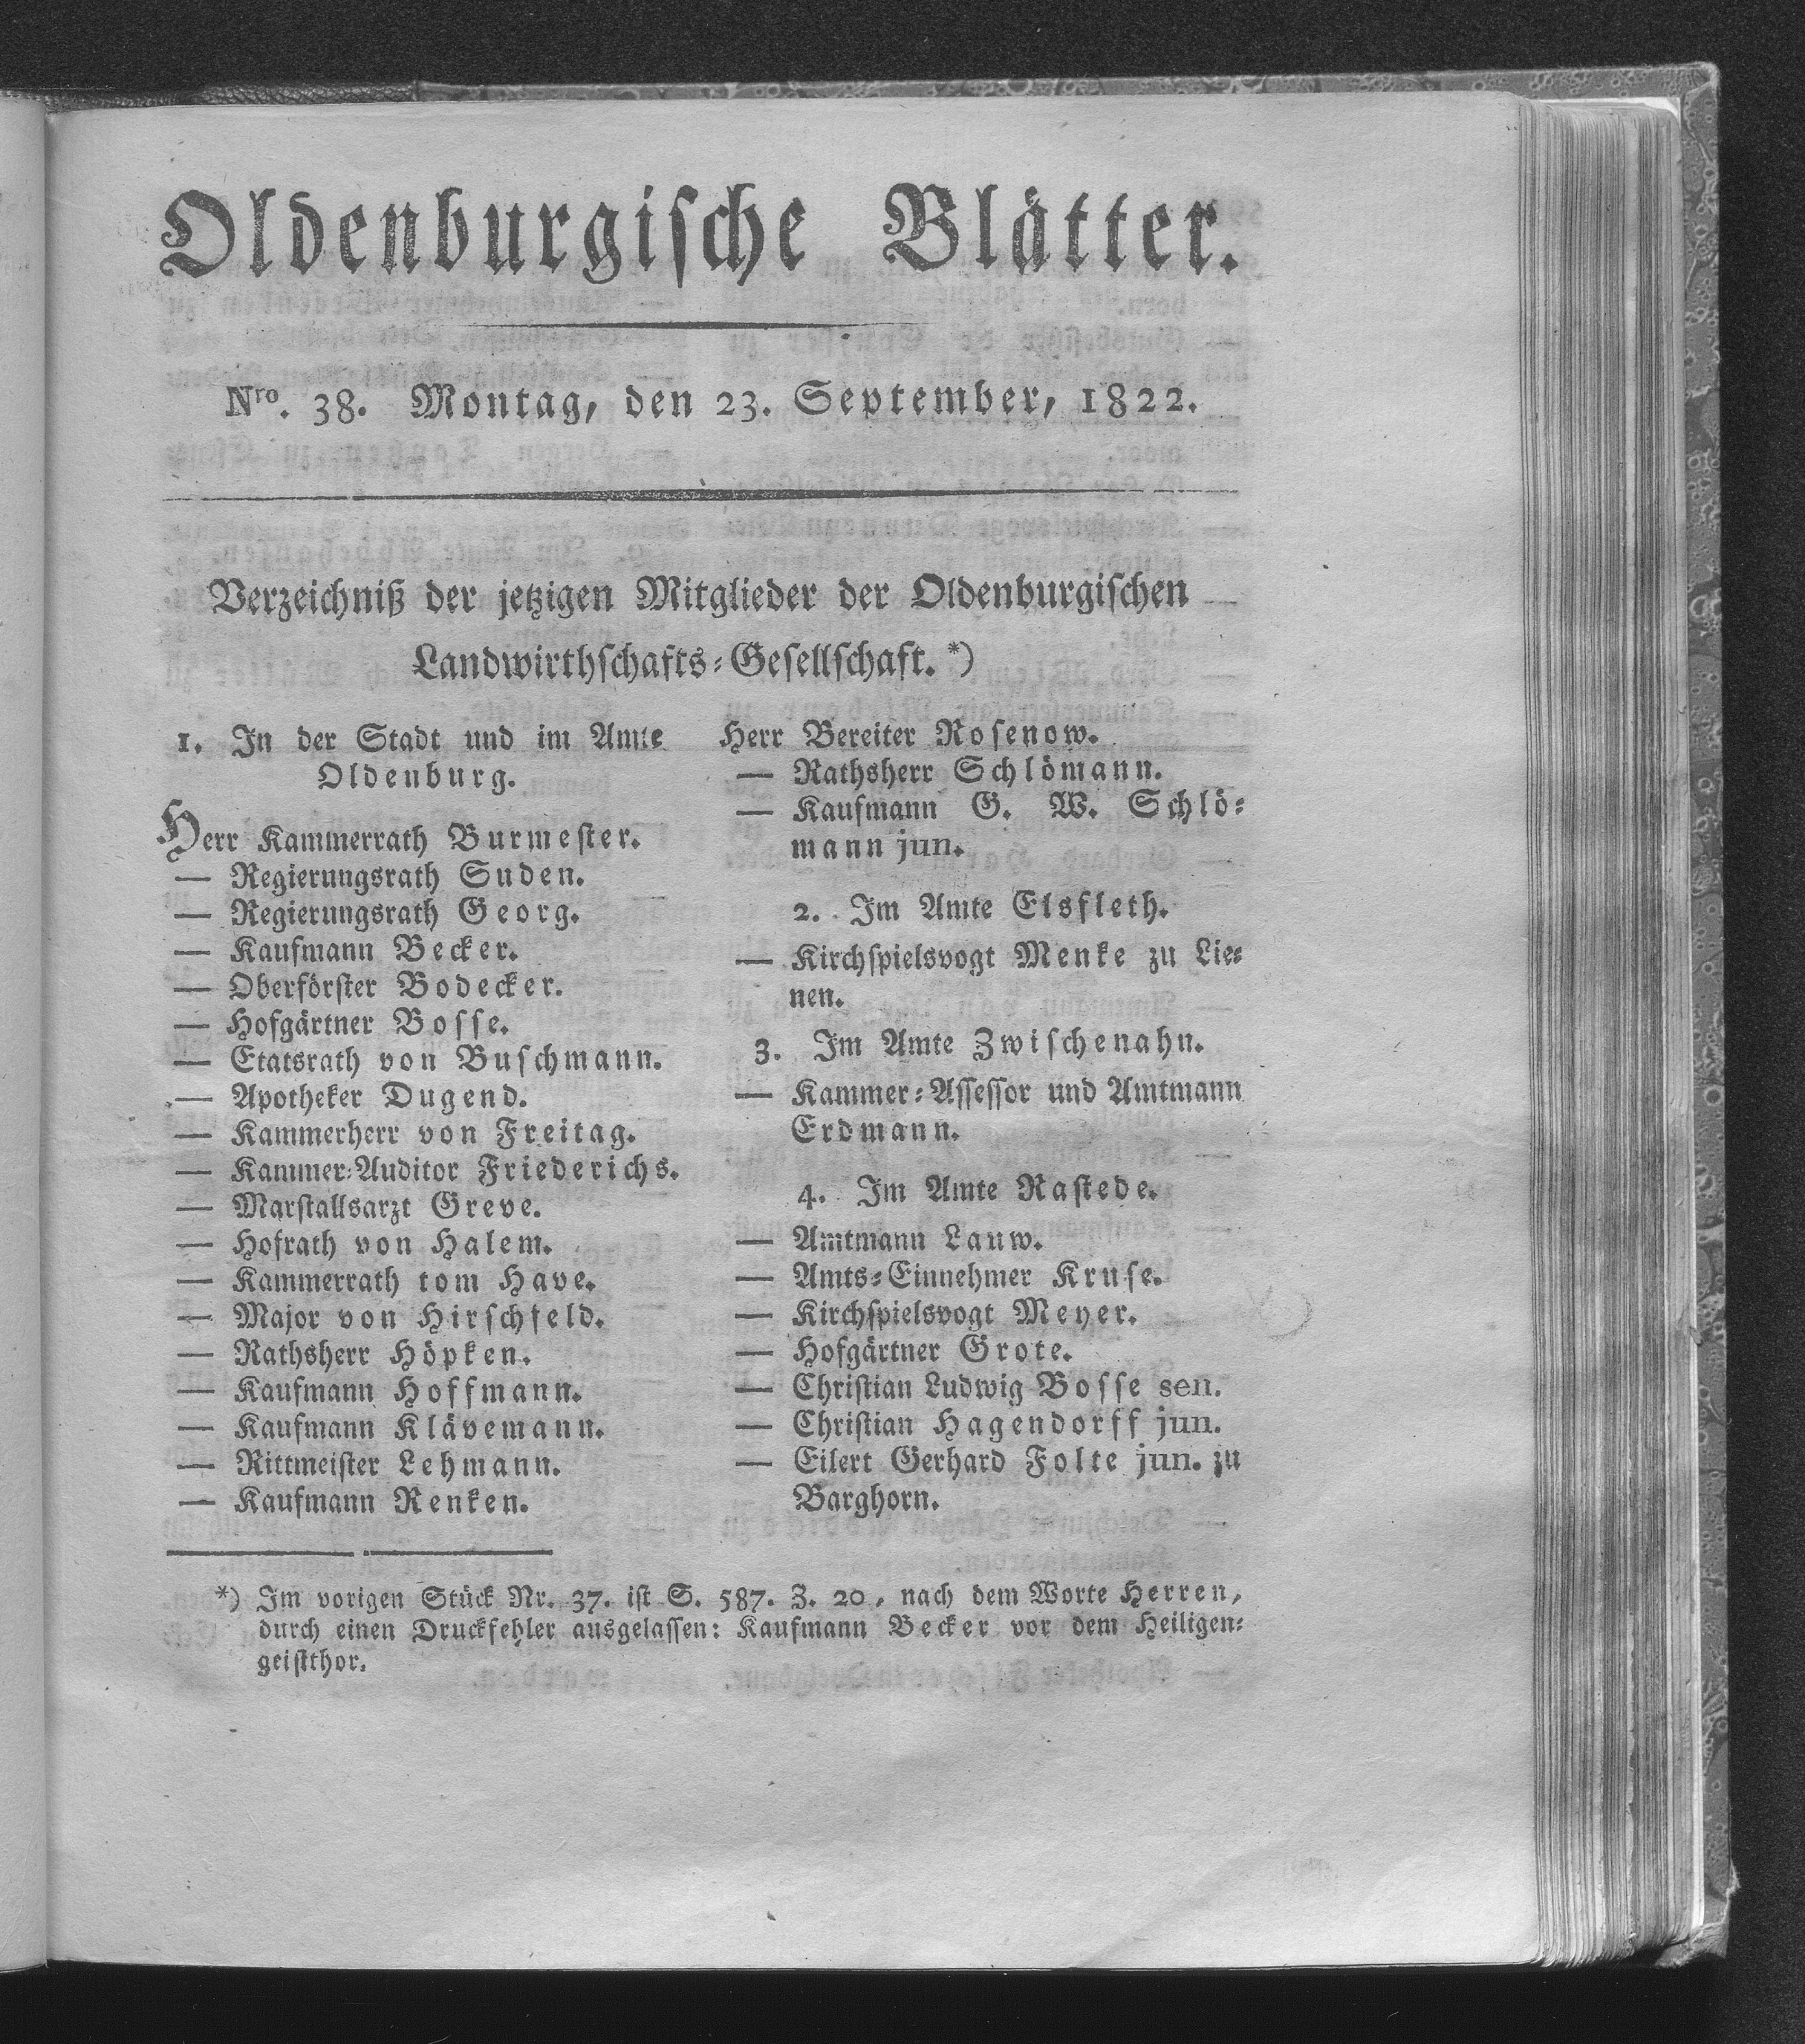 Oldenburgische Blätter.
Nro. 38. Montag, den 23. September, 1822.
Verzeichniß der jetzigen Mitglieder der Oldenburgischen
Landwirthschafts-Gesellschaft. *)
1. In der Stadt und im Amte
Oldenburg.
Herr Kammerrath Burmester.
— Regierungsrath Suden.
— Regierungsrath Georg.
— Kaufmann Becker.
— Oberförster Bodecker.
— Hofgärtner Bosse.
— Etatsrath von Buschmann.
— Apotheker Dugend.
— Kammerherr von Freitag.
— Kammer-Auditor Friederichs.
— Marstallsarzt Greve.
— Hofrath von Halem.
— Kammerrath tom Have.
— Major von Hirschfeld.
— Rathsherr Höpken.
— Kaufmann Hoffmann.
— Kaufmann Klävemann.
— Rittmeister Lehmann.
— Kaufmann Renken.
Herr Bereiter Rosenow.
— Rathsherr Schlömann.
— Kaufmann G. W. Schlö-
mann jun.
2. Im Amte Elsfleth.
— Kirchspielsvogt Menke zu Lie-
nen.
3. Im Amte Zwischenahn.
— Kammer-Assessor und Amtmann
Erdmann.
4. Im Amte Rastede.
— Amtmann Lauw.
— Amts-Einnehmer Kruse.
— Kirchspielsvogt Meyer.
— Hofgärtner Grote.
— Christian Ludwig Bosse sen.
— Christian Hagendorff jun.
— Eilert Gerhard Folte jun. zu
Barghorn.
*) Im vorigen Stück Nr. 37. ist S. 587. Z. 20, nach dem Worte Herren,
durch einen Druckfehler ausgelassen: Kaufmann Becker vor dem Heiligen-
geistthor.